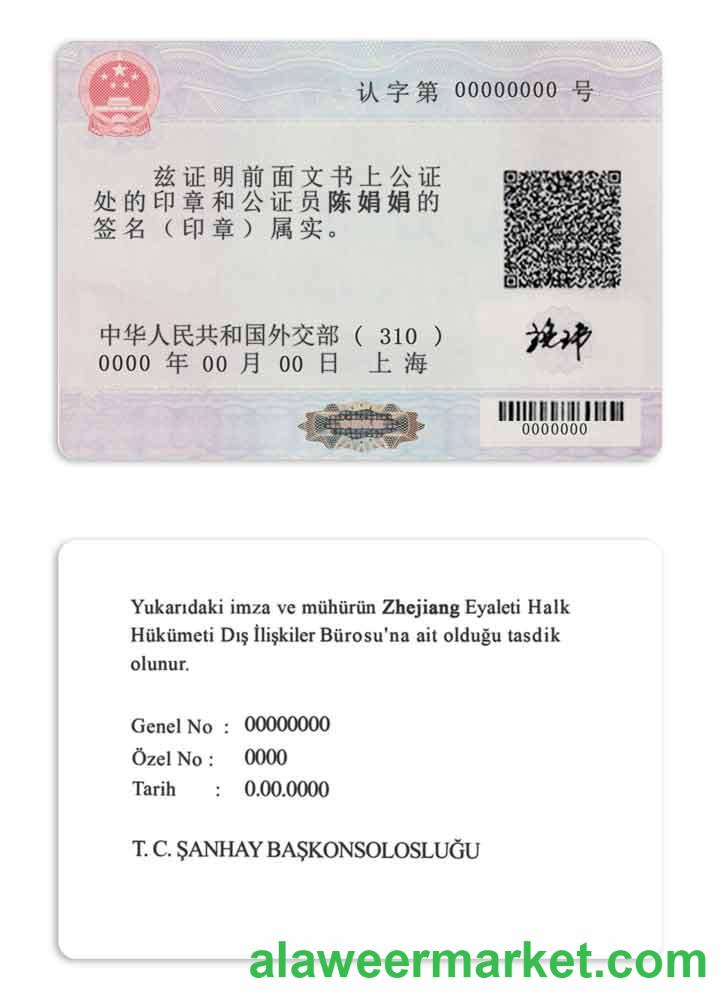 认字第 00000000 号
兹证明前面文书上公证
处的印章和公证员陈娟娟的
签名（印章）属实。
中华人民共和国外交部 ( 310 )
0000 年 00 月 00 日 上海
0000000
Yukarıdaki imza ve mühürün Zhejiang Eyaleti Halk
Hükümeti Dış İlişkiler Bürosu'na ait olduğu tasdik
olunur.
Genel No : 00000000
Özel No : 0000
Tarih : 0.00.0000
T. C. ŞANHAY BAŞKONSOLOSLUĞU
alaweermarket.com